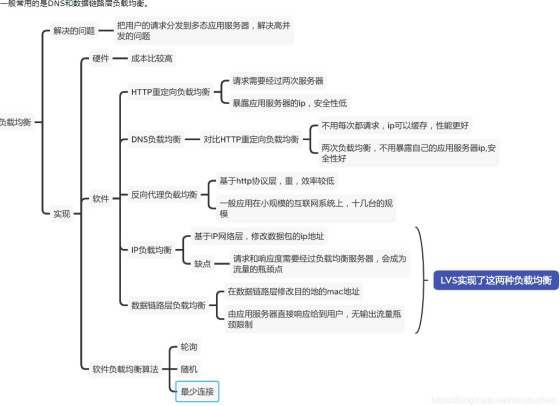 一般常用的是DNS和数据链路层负载均衡。
把用户的请求分发到多态应用服务器，解决高并
发的问题
解决的问题
硬件
成本比较高
请求需要经过两次服务器
HTTP重定向负载均衡
暴露应用服务器的ip，安全性低
负载均衡
不用每次都请求，ip可以缓存，性能更好
DNS负载均衡
对比HTTP重定向负载均衡
两次负载均衡，不用暴露自己的应用服务器ip,安
全性好
基于http协议层，重，效率较低
反向代理负载均衡
软件
一般应用在小规模的互联网系统上，十几台的规
模
实现
基于IP网络层，修改数据包的ip地址
IP负载均衡
缺点
请求和响应度需要经过负载均衡服务器，会成为
流量的瓶颈点
LVS实现了这两种负载均衡
在数据链路层修改目的地的mac地址
数据链路层负载均衡
由应用服务器直接响应给到用户，无输出流量瓶
颈限制
轮询
软件负载均衡算法
随机
最少连接